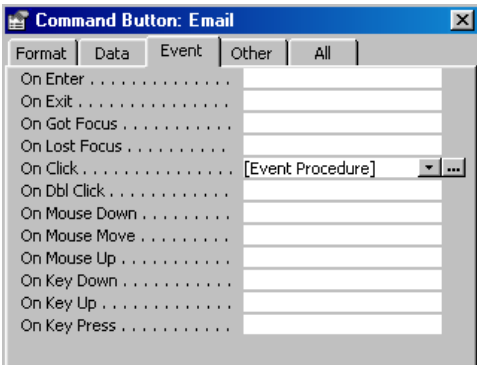 Command Button: Email
Format Data Event Other All
On Enter . . . . . . . . . . . . . .
On Exit . . . . . . . . . . . . . . .
On Got Focus . . . . . . . . . . .
On Lost Focus . . . . . . . . . .
On Click . . . . . . . . . . . . . . . [Event Procedure] ...
On Dbl Click . . . . . . . . . . . .
On Mouse Down . . . . . . . . .
On Mouse Move . . . . . . . . .
On Mouse Up . . . . . . . . . . .
On Key Down . . . . . . . . . . .
On Key Up . . . . . . . . . . . . .
On Key Press . . . . . . . . . . .